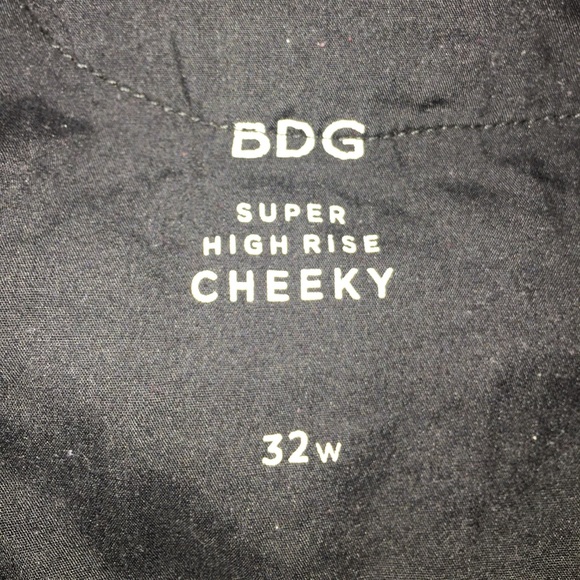 BDG
SUPER
HIGH RISE
CHEEKY
32W